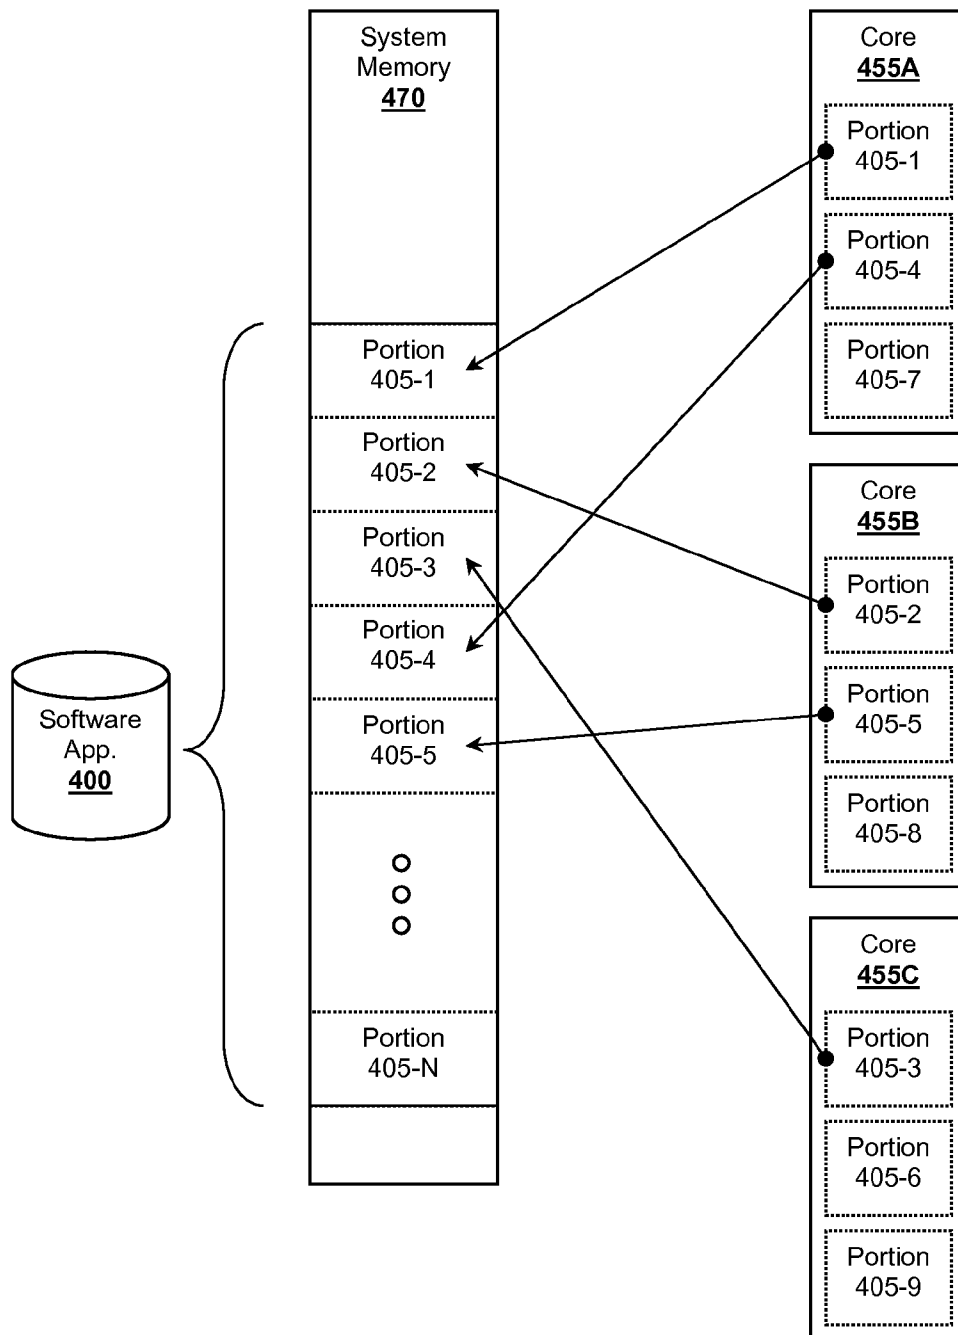 System
Memory
470
Portion
405-1
Portion
405-2
Portion
405-3
Portion
405-4
Portion
405-5
Portion
405-N
Software
App.
400
Core
455A
Portion
405-1
Portion
405-4
Portion
405-7
Core
455B
Portion
405-2
Portion
405-5
Portion
405-8
Core
455C
Portion
405-3
Portion
405-6
Portion
405-9